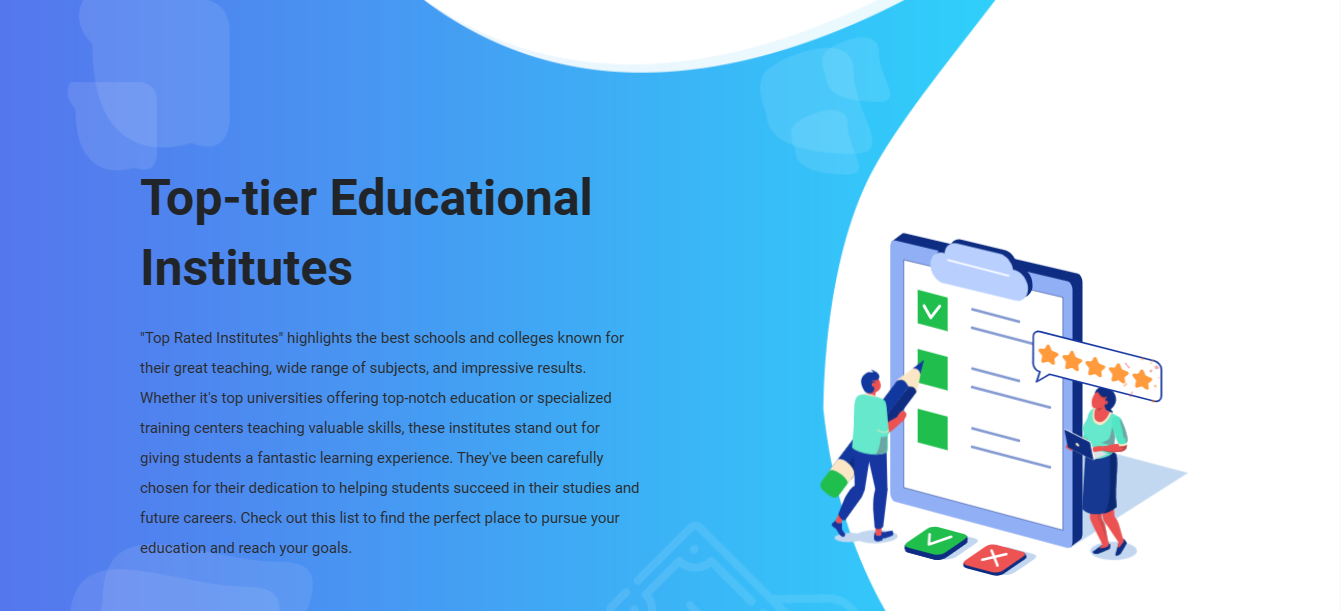 Top-tier Educational
Institutes
"Top Rated Institutes" highlights the best schools and colleges known for
their great teaching, wide range of subjects, and impressive results.
Whether it's top universities offering top-notch education or specialized
training centers teaching valuable skills, these institutes stand out for
giving students a fantastic learning experience. They've been carefully
chosen for their dedication to helping students succeed in their studies and
future careers. Check out this list to find the perfect place to pursue your
education and reach your goals.